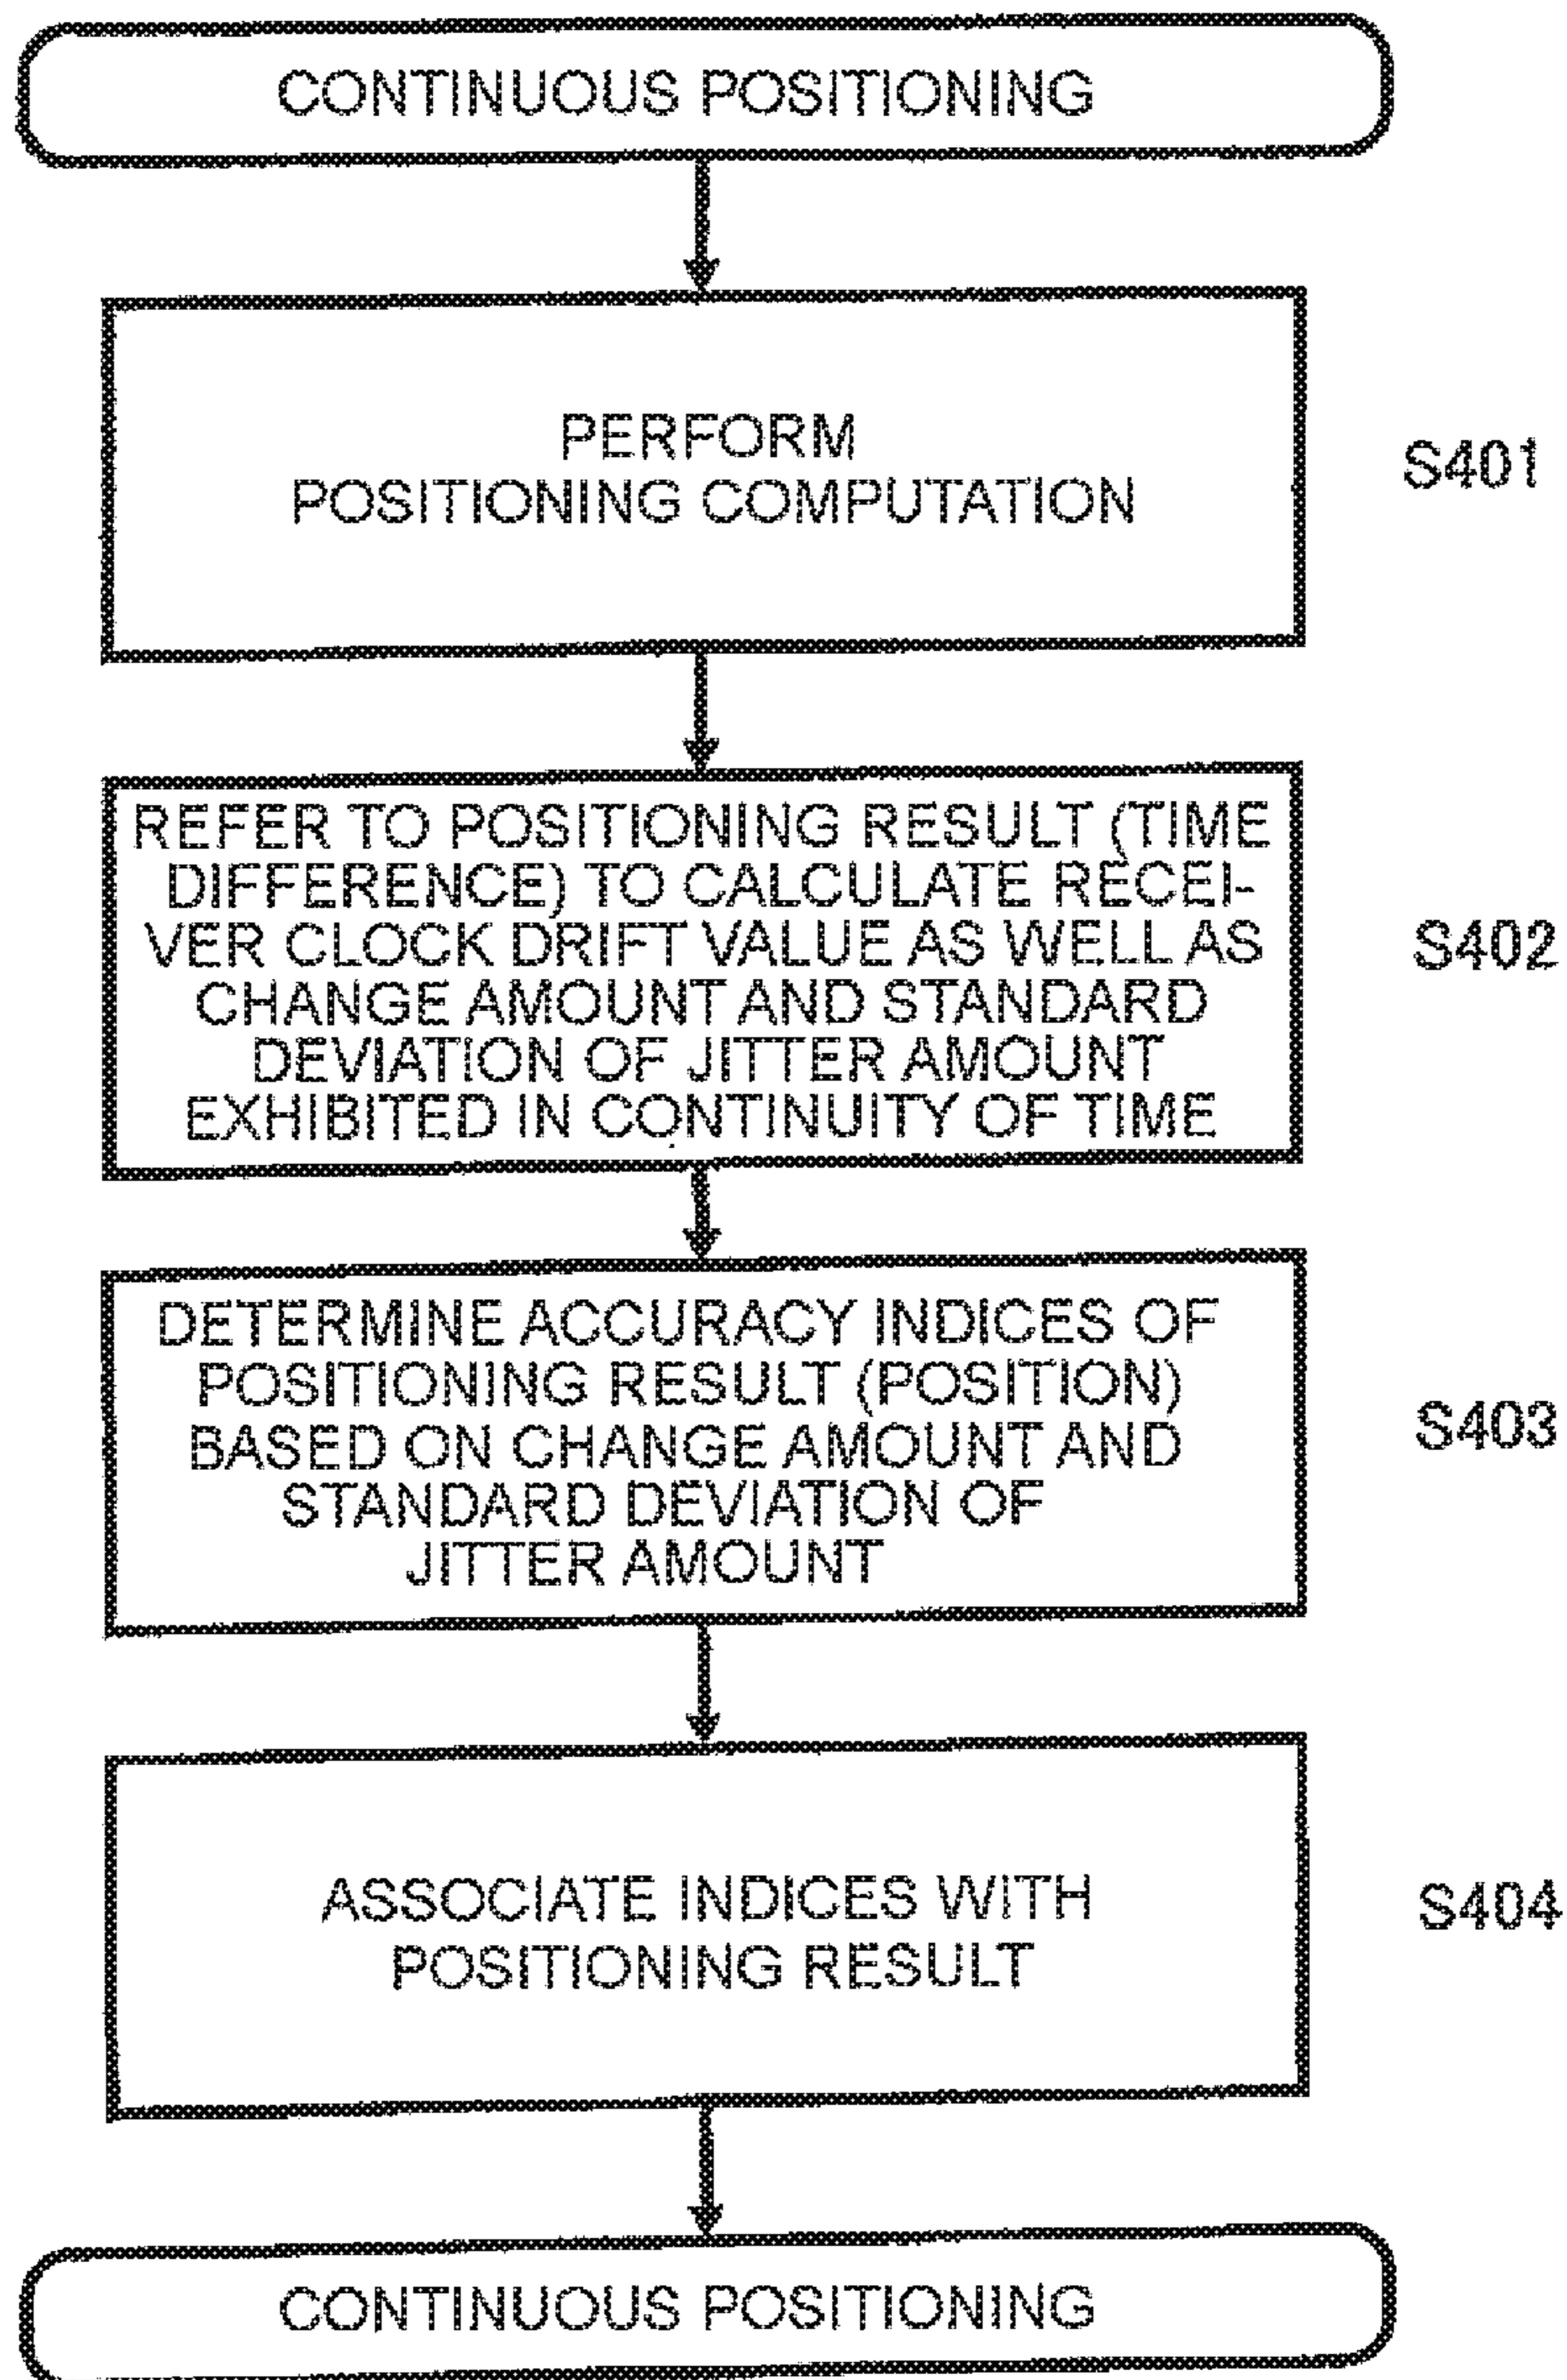 CONTINUOUS POSITIONING
PERFORM
POSITIONING COMPUTATION
S401
REFER TO POSITIONING RESULT (TIME
DIFFERENCE) TO CALCULATE RECEI-
VER CLOCK DRIFT VALUE AS WELL AS
CHANGE AMOUNT AND STANDARD
DEVIATION OF JITTER AMOUNT
EXHIBITED IN CONTINUITY OF TIME
S402
DETERMINE ACCURACY INDICES OF
POSITIONING RESULT (POSITION)
BASED ON CHANGE AMOUNT AND
STANDARD DEVIATION OF
JITTER AMOUNT
S403
ASSOCIATE INDICES WITH
POSITIONING RESULT
S404
CONTINUOUS POSITIONING